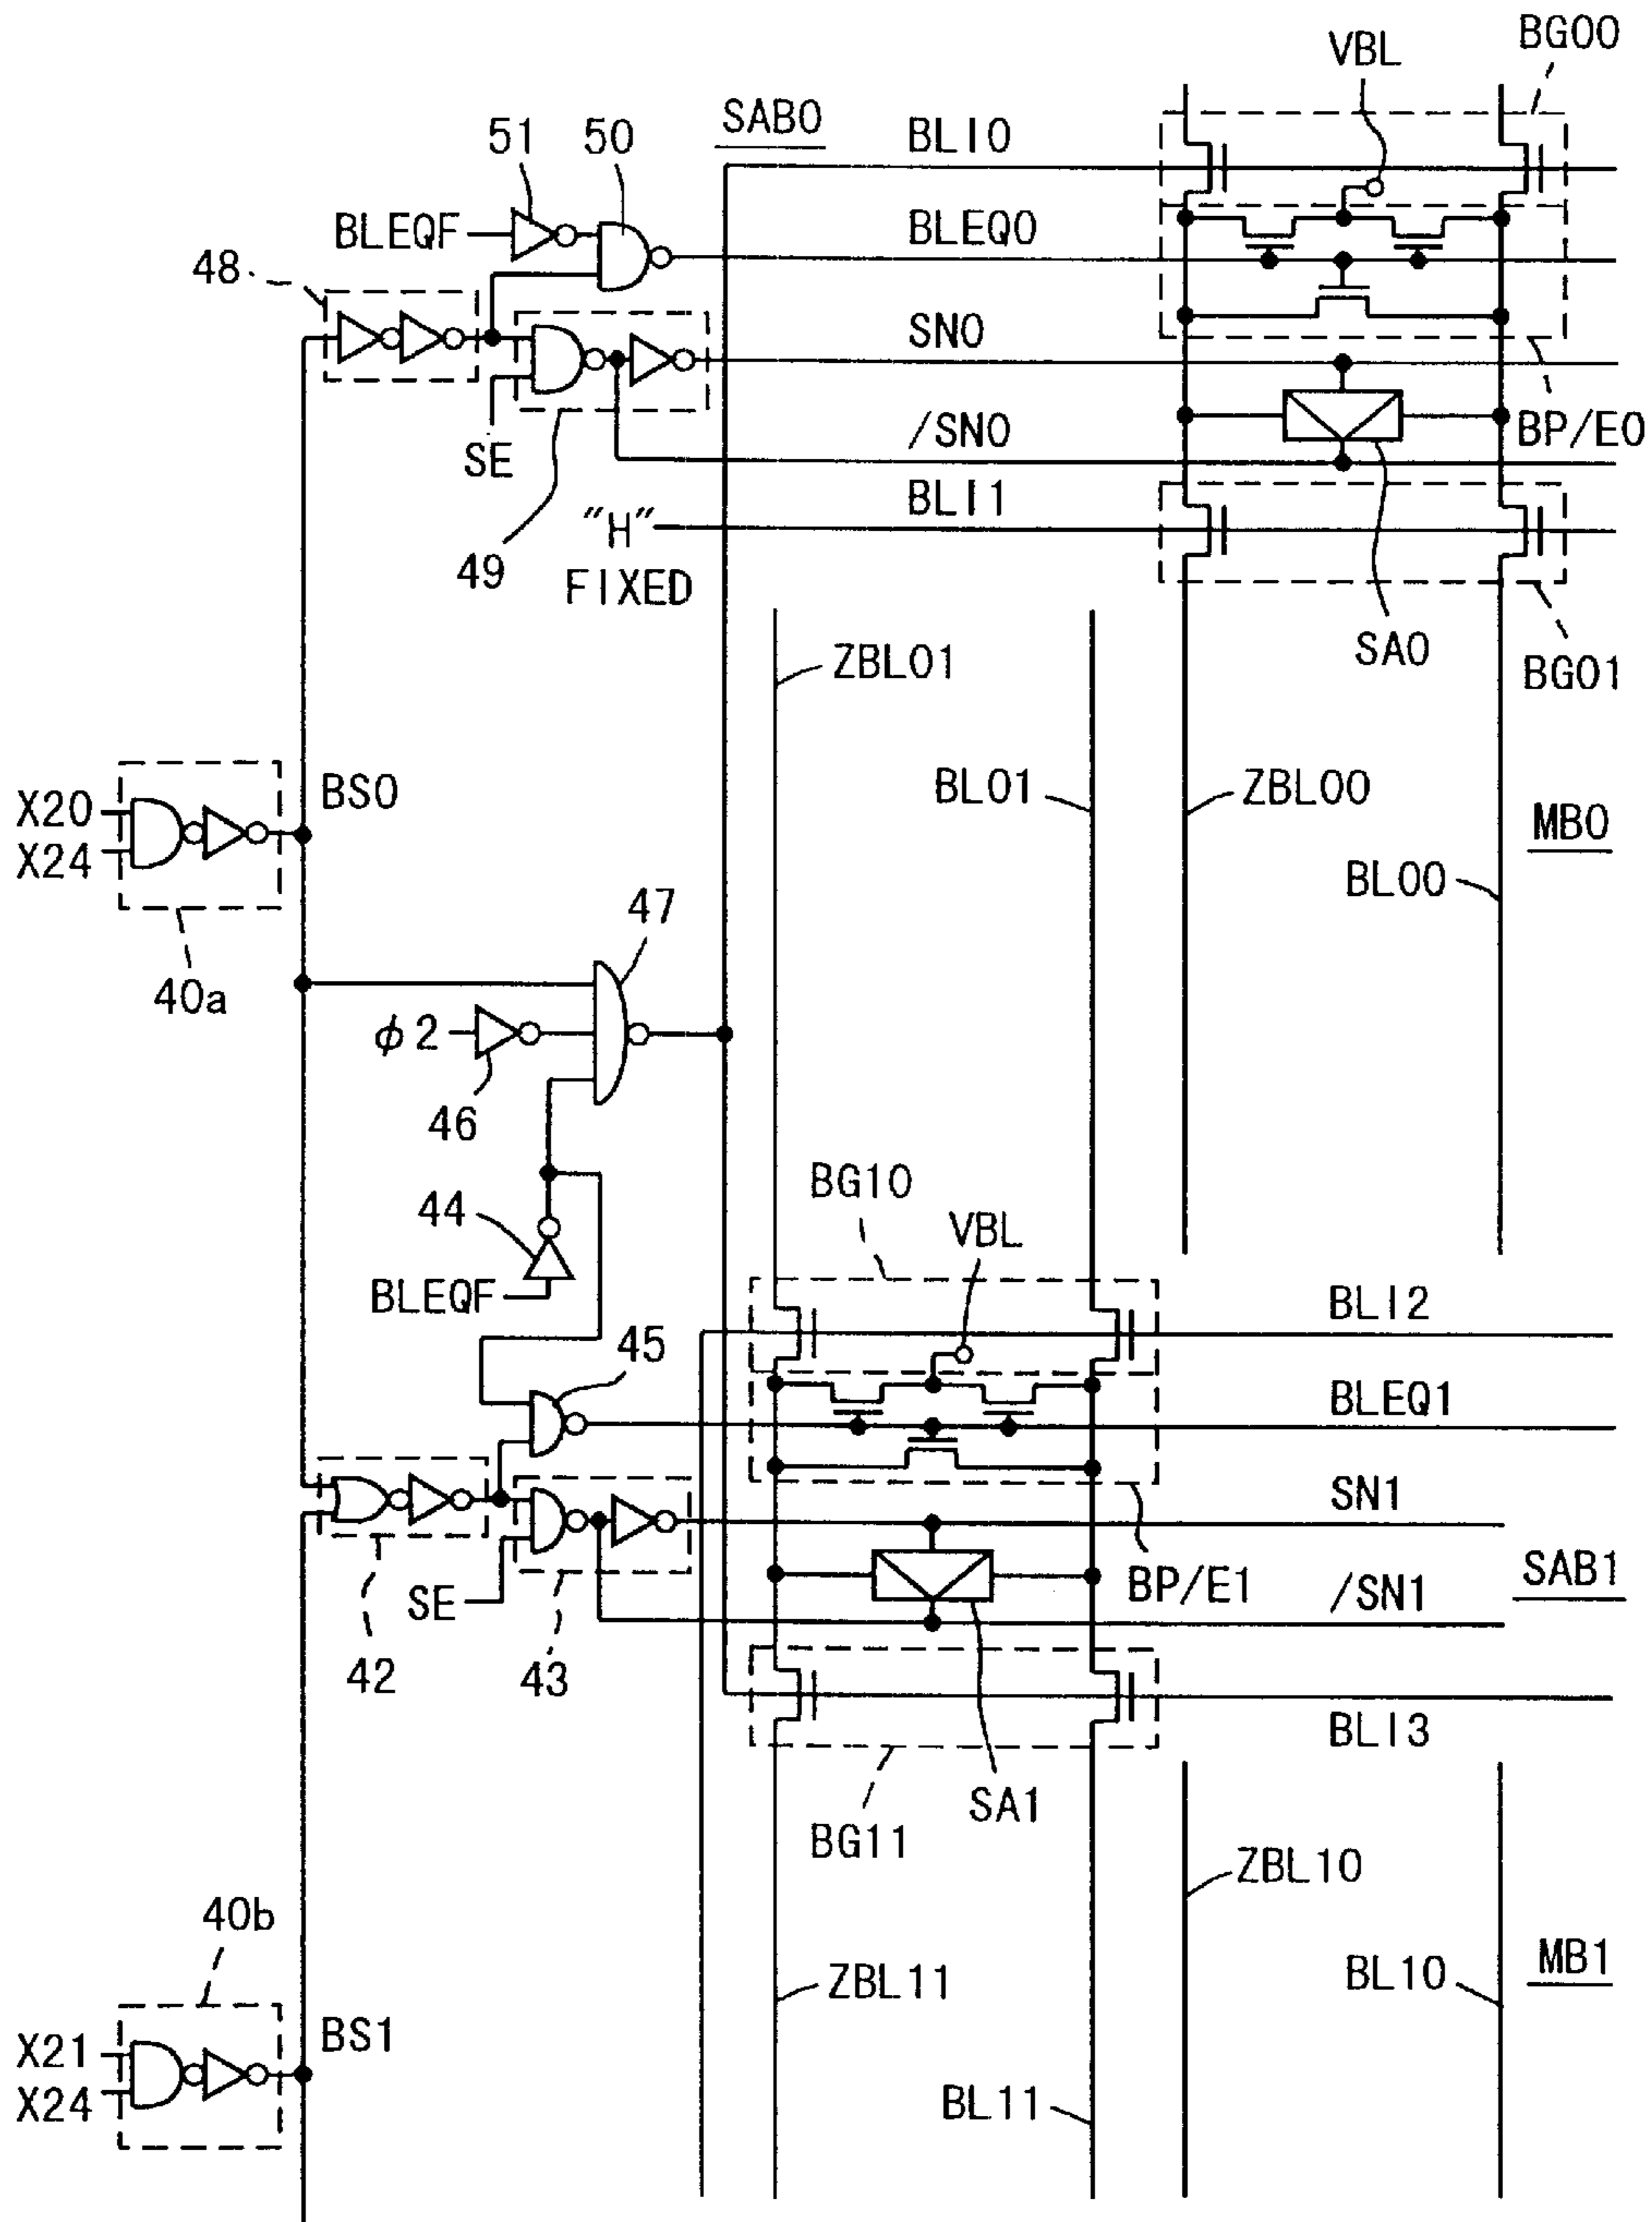 BG00
VBL
SAB0
51
50
BLI0
BLEQF
BLEQ0
48
SN0
SE
/SN0
BP/E0
49
"H"
FIXED
BLI1
SA0
BG01
ZBL01
BL01
ZBL00
MB0
BL00
X20
X24
BS0
40a
47
φ2
46
44
BLEQF
BG10
VBL
BLI2
45
BLEQ1
SN1
SE
42
43
BP/E1
/SN1
SAB1
BLI3
SA1
BG11
ZBL10
40b
ZBL11
BL10
MB1
X21
X24
BS1
BL11